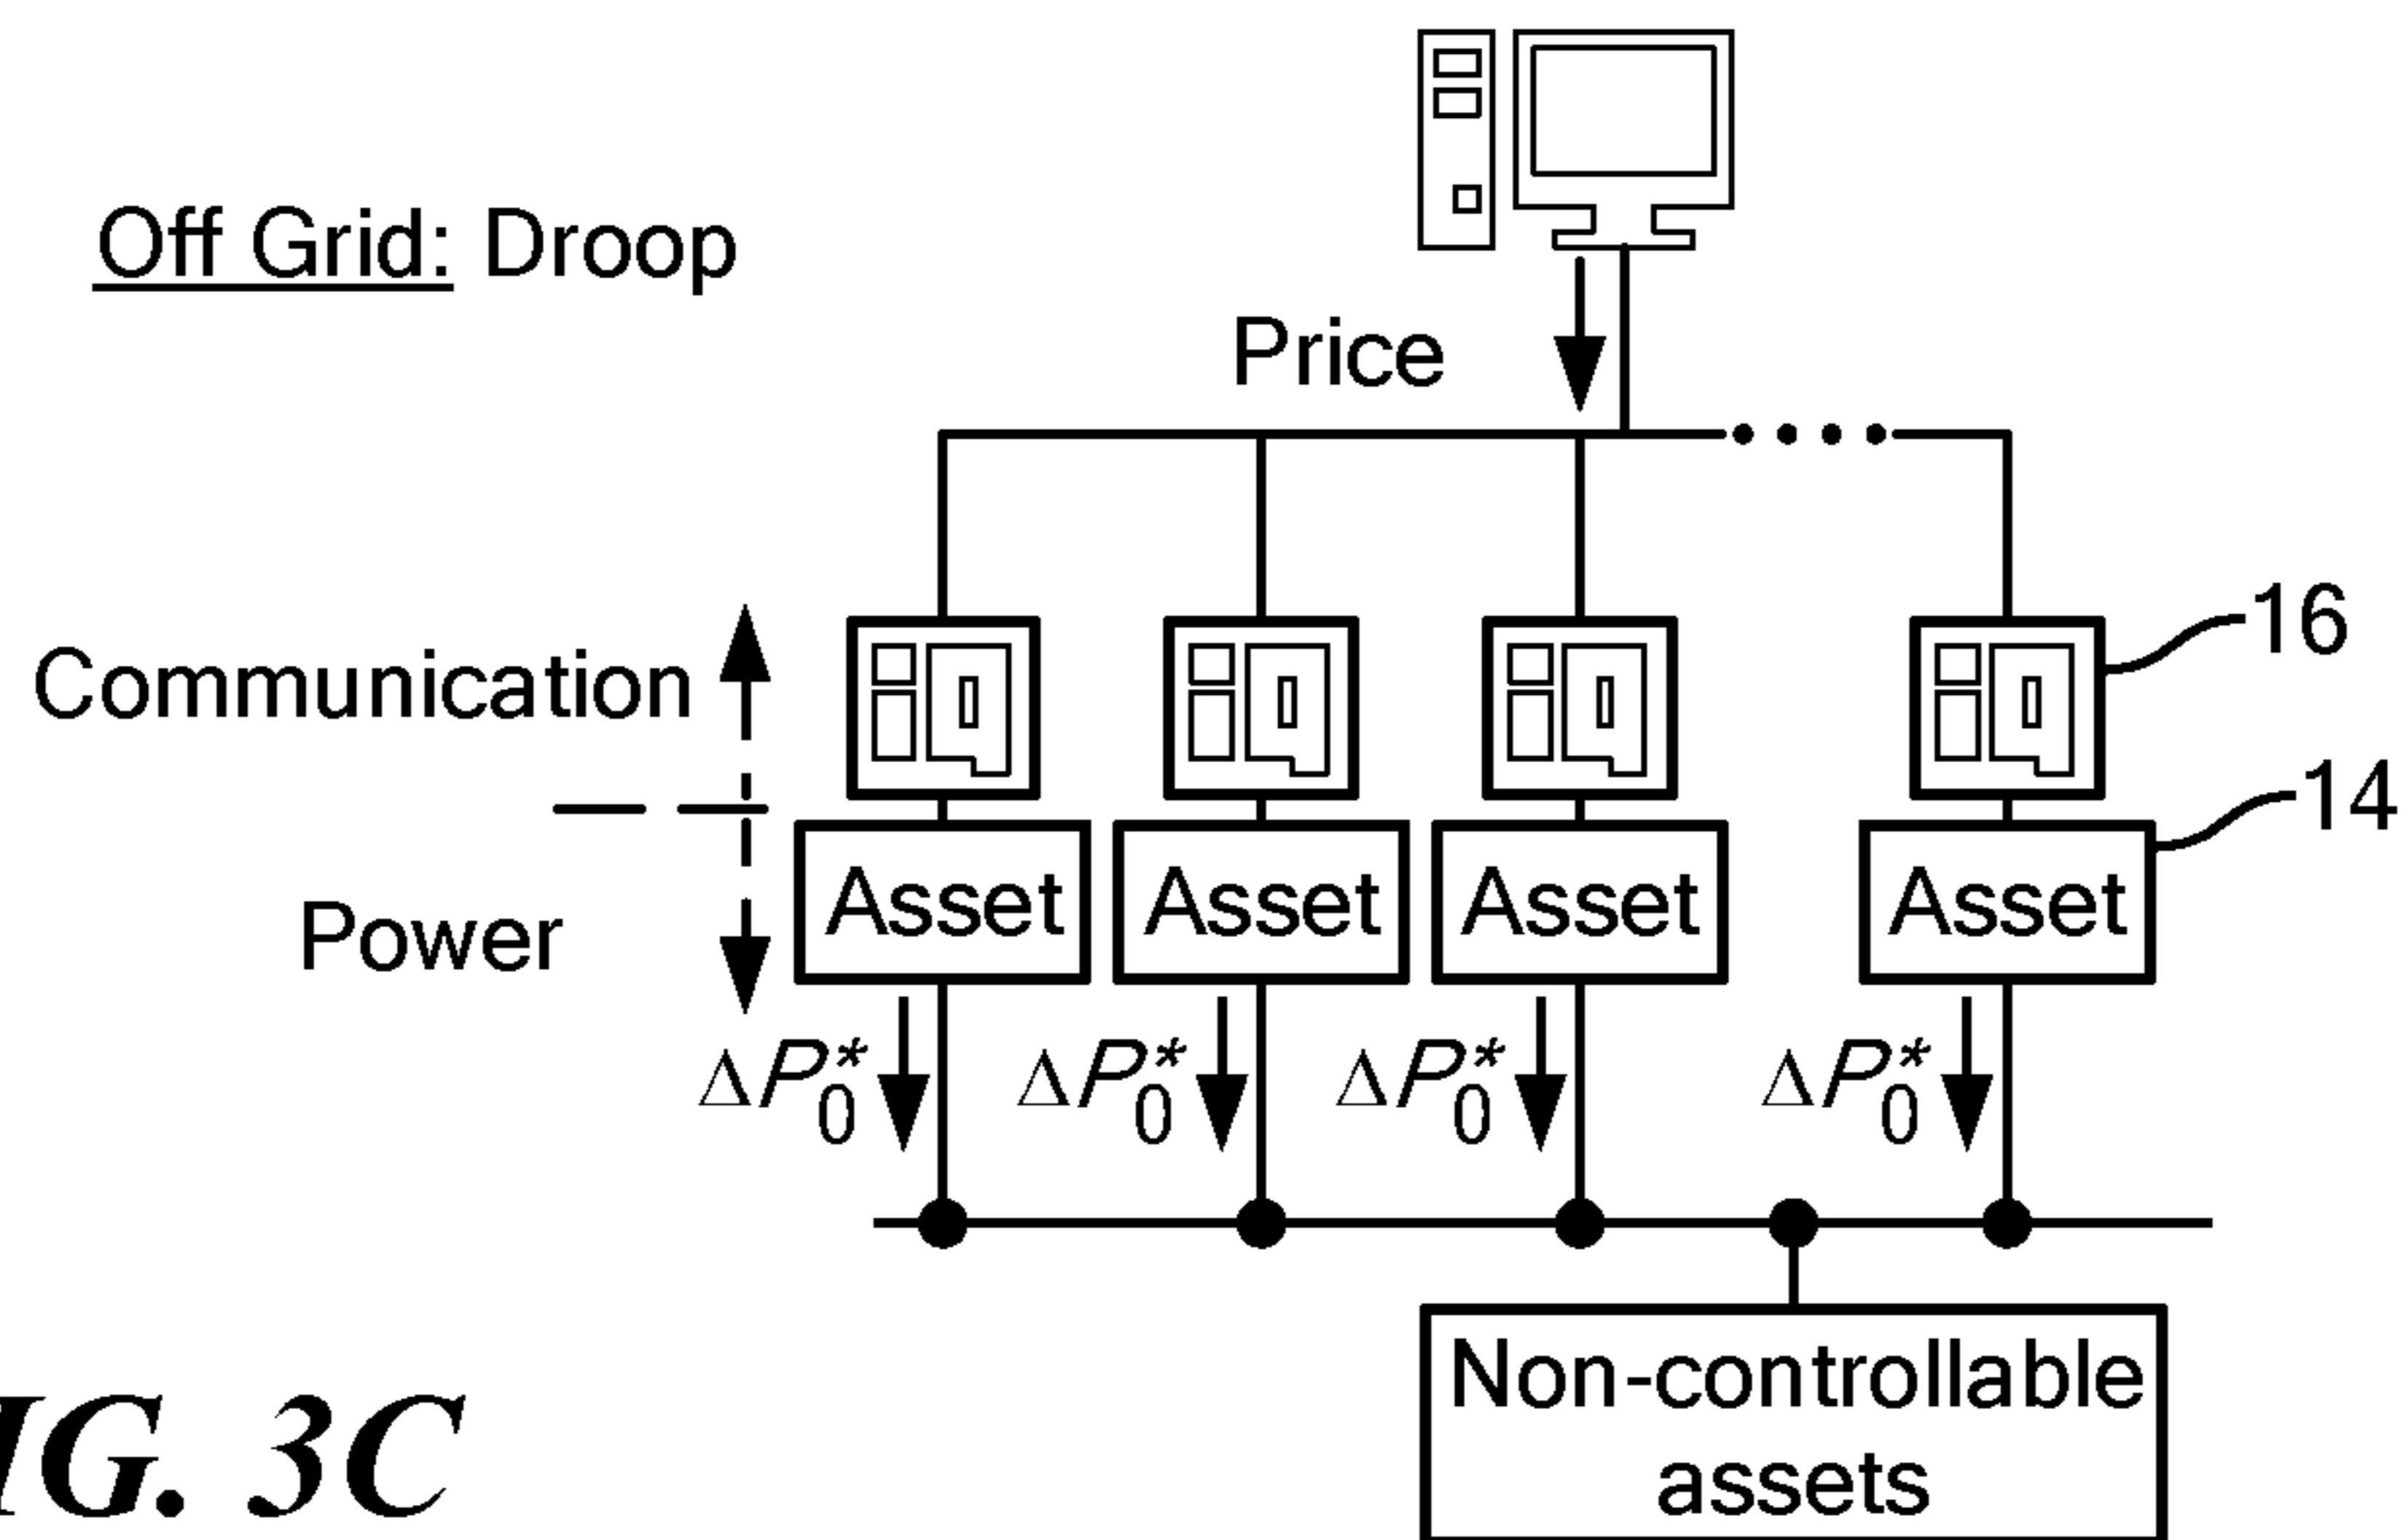 Off Grid: Droop
Price
Communication
16
14
Power
Asset Asset Asset Asset
ΔP₀* ΔP₀* ΔP₀* ΔP₀*
Non-controllable
assets
IG. 3C